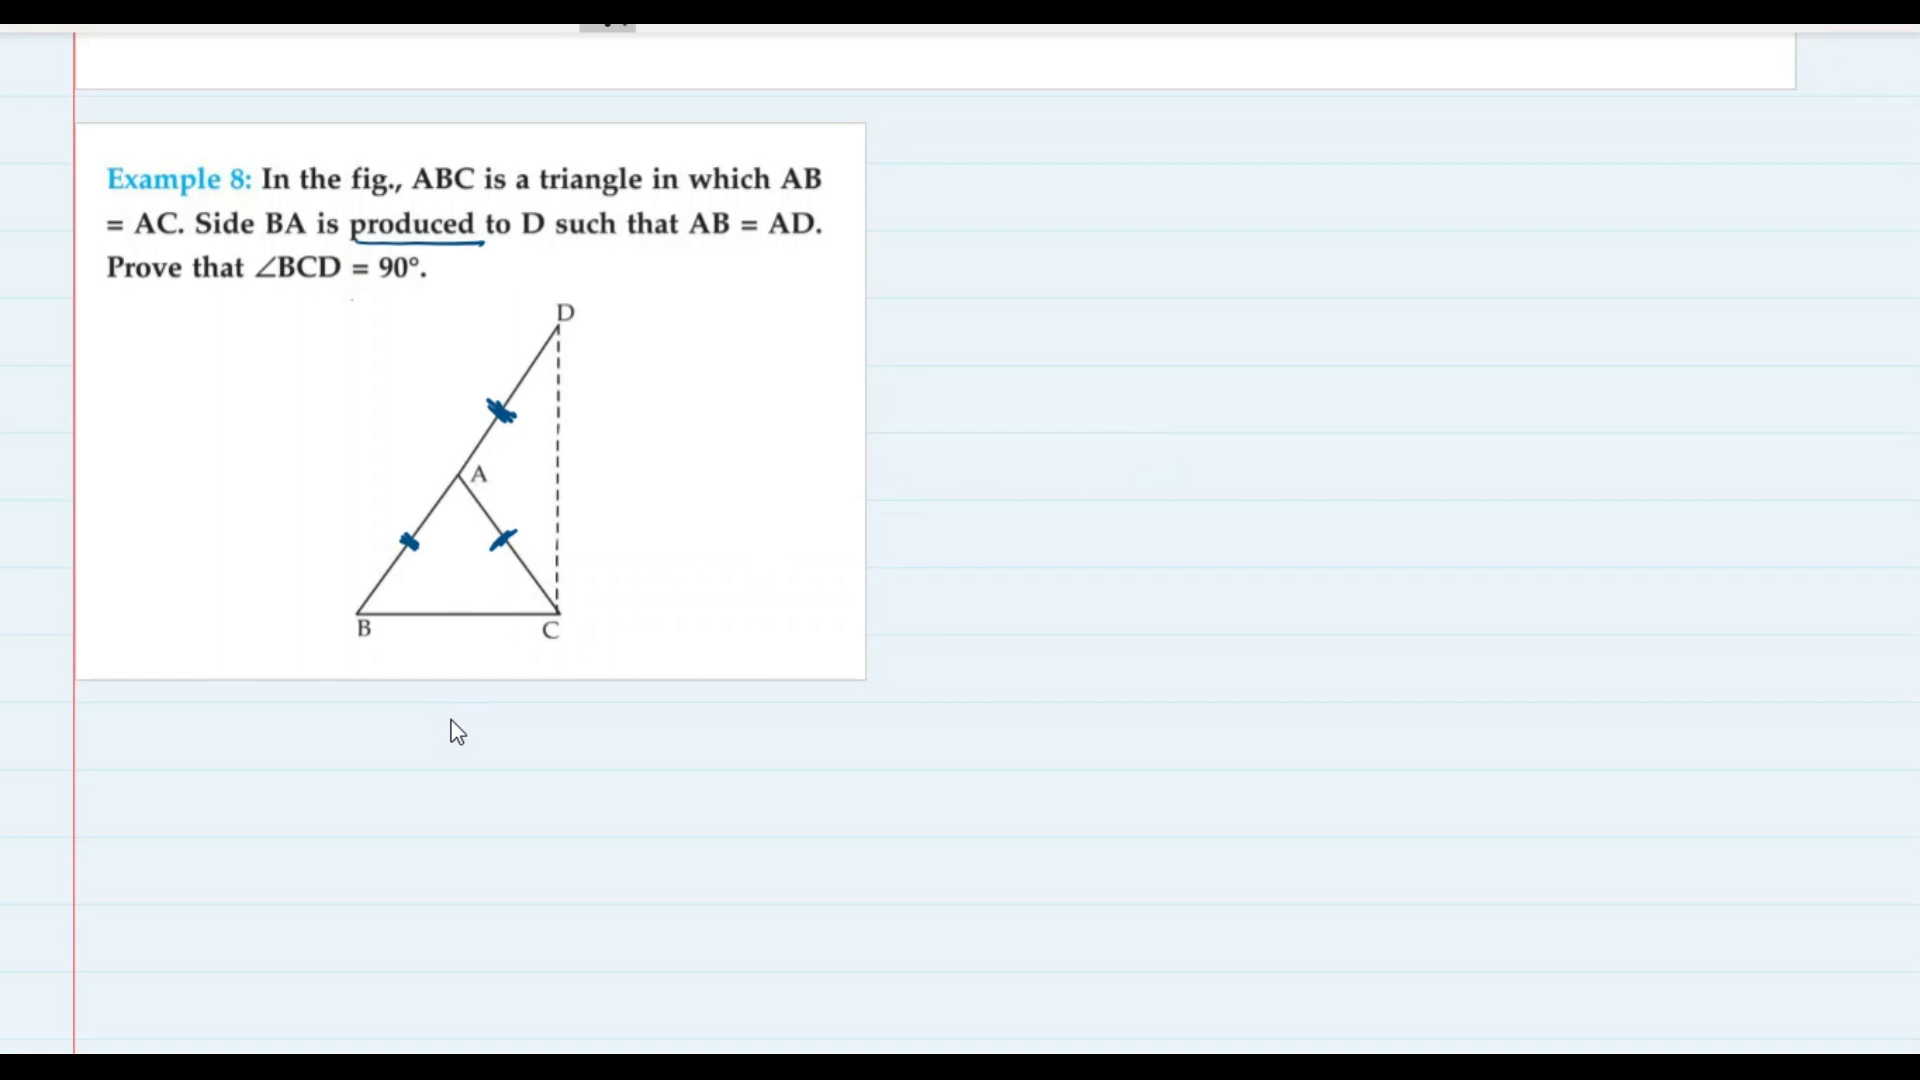 Example 8: In the fig., ABC is a triangle in which AB
= AC. Side BA is produced to D such that AB = AD.
Prove that ∠BCD = 90°.
D
A
B
C